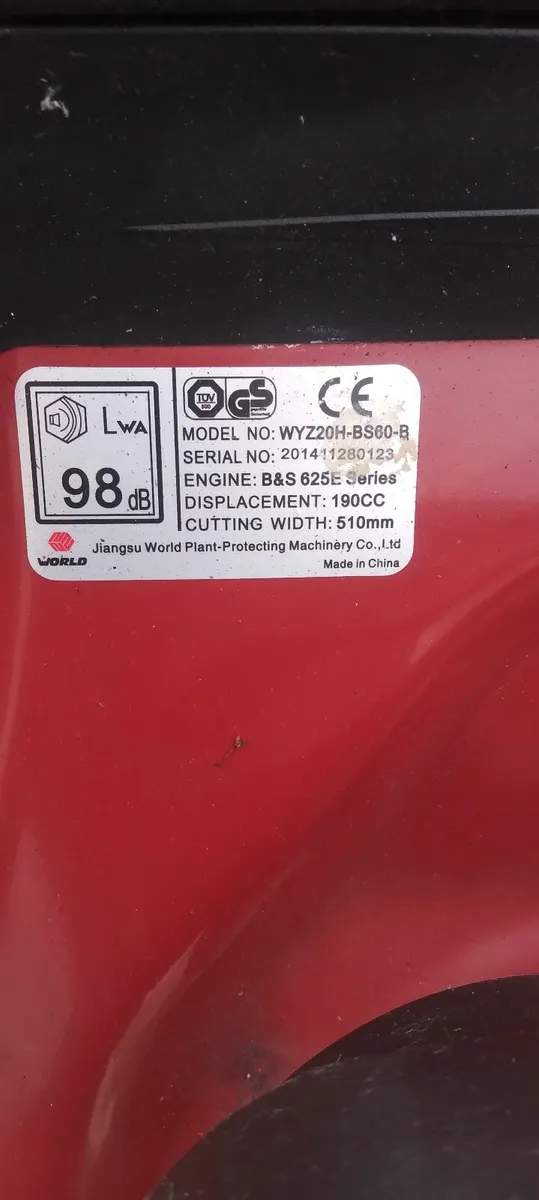 LWA
98 dB
WORLD
TÜV
SÜD
GS
CE
MODEL NO: WYZ20H-BS60-B
SERIAL NO: 201411280123
ENGINE: B&S 625E Series
DISPLACEMENT: 190CC
CUTTING WIDTH: 510mm
Jiangsu World Plant-Protecting Machinery Co.,Ltd
Made in China